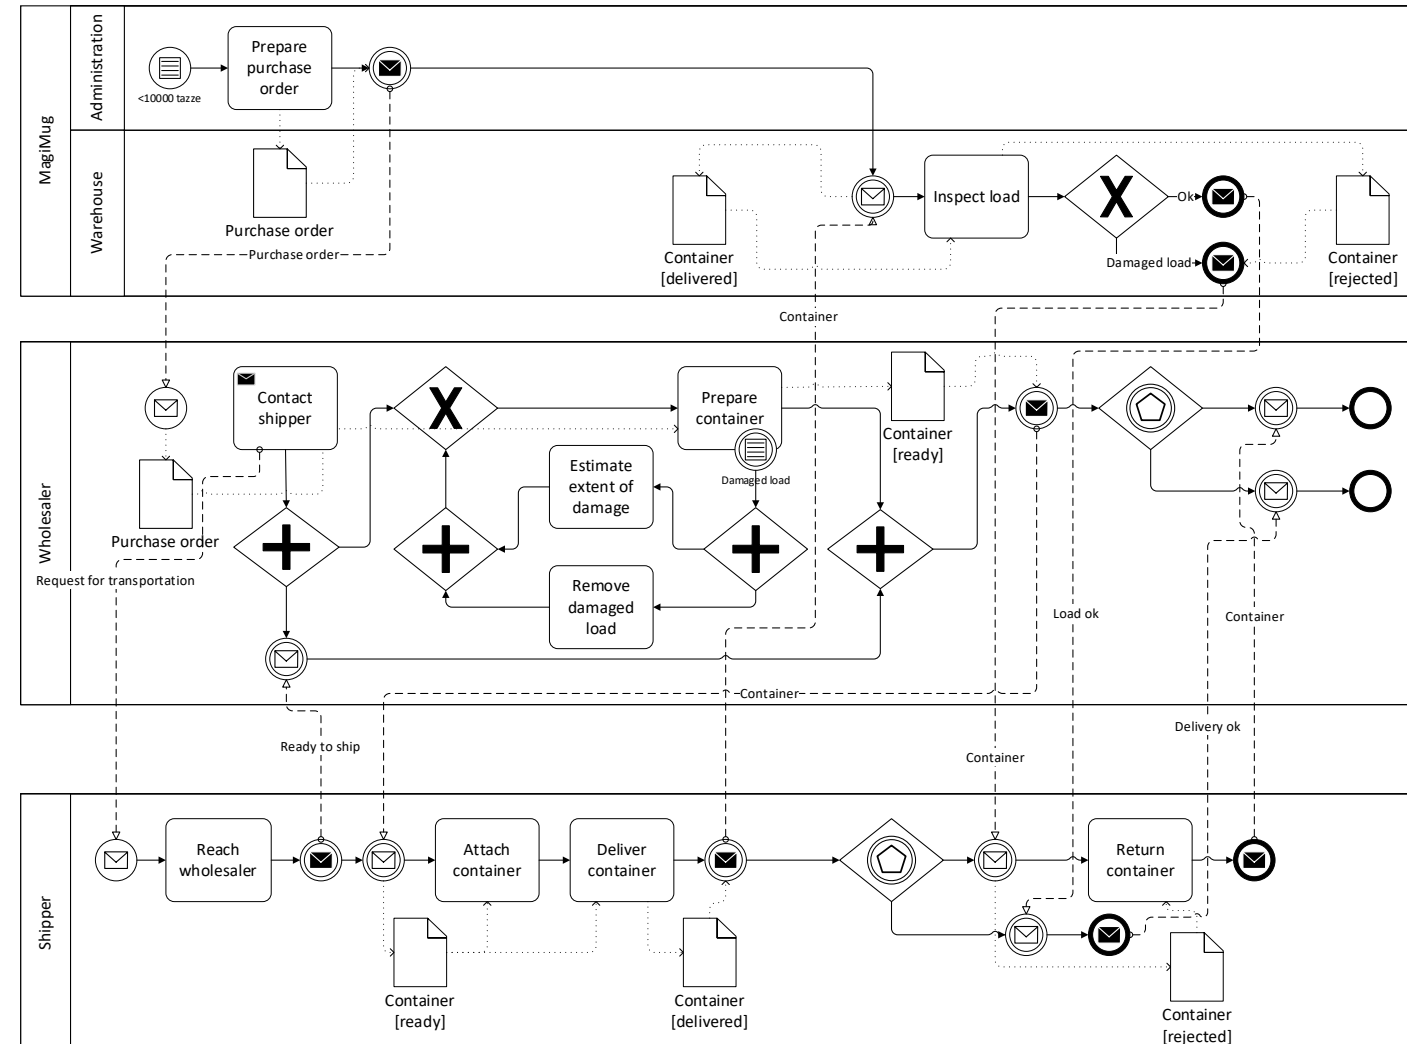 MagiMug
Administration
<10000 tazze
Prepare
purchase
order
Warehouse
Purchase order
Purchase order
Container
[delivered]
Inspect load
Ok
Damaged load
Container
[rejected]
Container
Wholesaler
Contact
shipper
Prepare
container
Damaged load
Container
[ready]
Estimate
extent of
damage
Purchase order
Request for transportation
Remove
damaged
load
Load ok
Container
Container
Ready to ship
Delivery ok
Container
Shipper
Reach
wholesaler
Attach
container
Deliver
container
Return
container
Container
[ready]
Container
[delivered]
Container
[rejected]